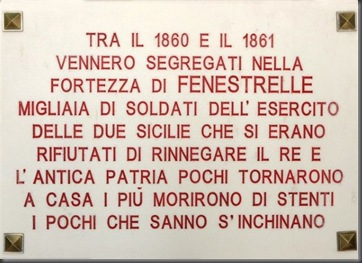 TRA IL 1860 E IL 1861
VENNERO SEGREGATI NELLA
FORTEZZA DI FENESTRELLE
MIGLIAIA DI SOLDATI DELL' ESERCITO
DELLE DUE SICILIE CHE SI ERANO
RIFIUTATI DI RINNEGARE IL RE E
L' ANTICA PATRIA POCHI TORNARONO
A CASA I PIÚ MORIRONO DI STENTI
I POCHI CHE SANNO S'INCHINANO